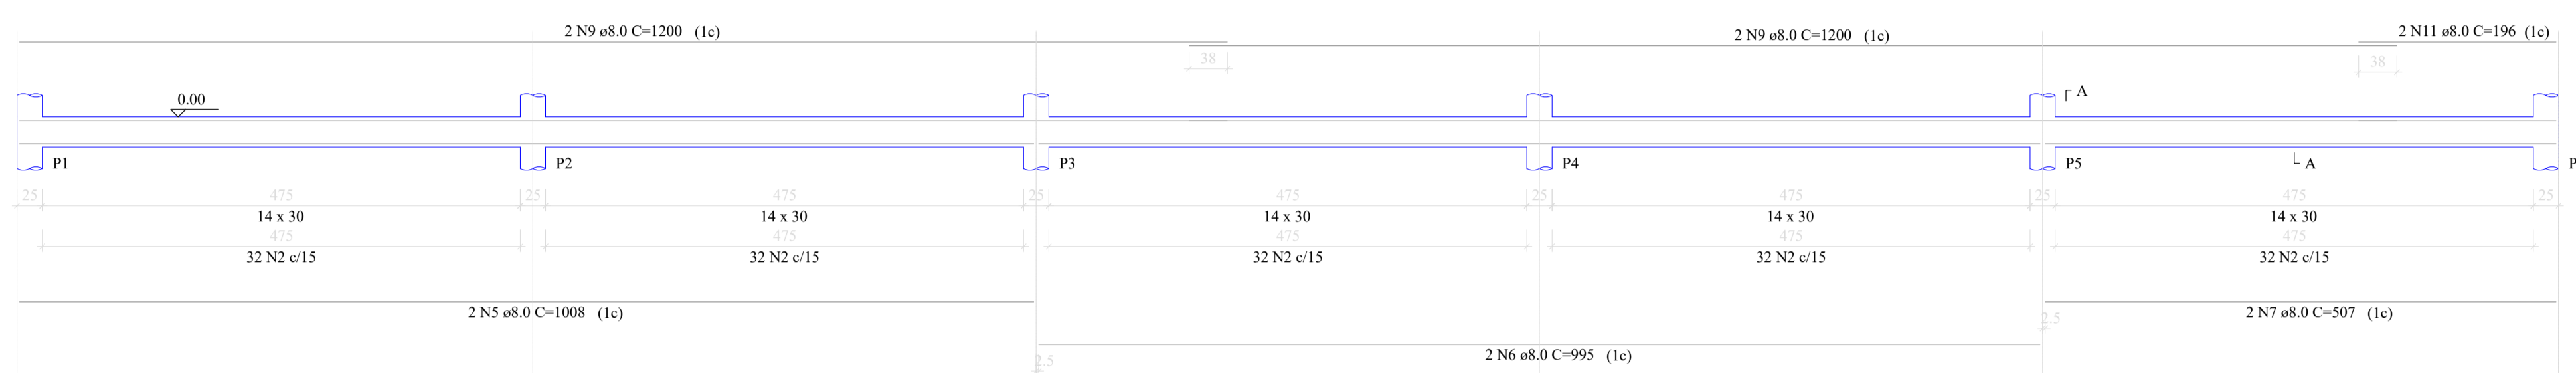 2 N9 ø8.0 C=1200 (1c)
2 N9 ø8.0 C=1200 (1c)
2 N11 ø8.0 C=196 (1c)
38
38
0.00
A
P1
P2
P3
P4
P5
A
P
25
475
25
475
25
475
25
475
25
475
25
14 x 30
14 x 30
14 x 30
14 x 30
14 x 30
475
475
475
475
475
32 N2 c/15
32 N2 c/15
32 N2 c/15
32 N2 c/15
32 N2 c/15
2 N5 ø8.0 C=1008 (1c)
2.5
2 N7 ø8.0 C=507 (1c)
2.5
2 N6 ø8.0 C=995 (1c)